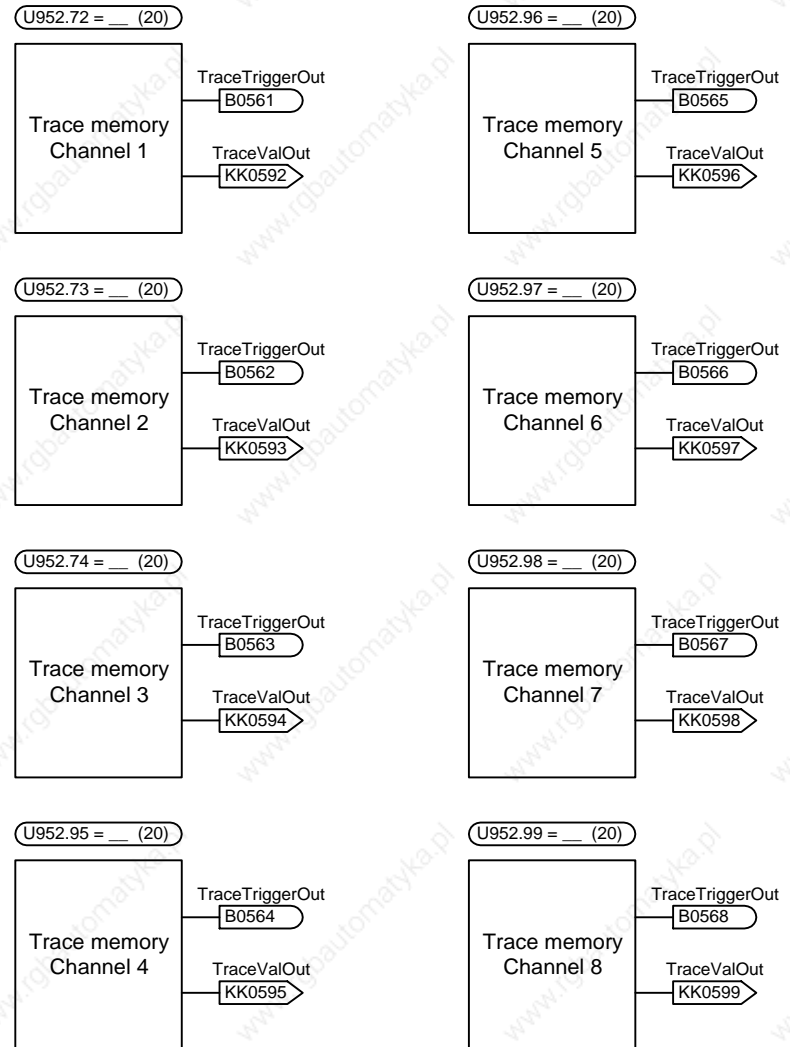 U952.72 = __ (20)
Trace memory
Channel 1
TraceTriggerOut
B0561
TraceValOut
KK0592
U952.73 = __ (20)
Trace memory
Channel 2
TraceTriggerOut
B0562
TraceValOut
KK0593
U952.74 = __ (20)
Trace memory
Channel 3
TraceTriggerOut
B0563
TraceValOut
KK0594
U952.95 = __ (20)
Trace memory
Channel 4
TraceTriggerOut
B0564
TraceValOut
KK0595
U952.96 = __ (20)
Trace memory
Channel 5
TraceTriggerOut
B0565
TraceValOut
KK0596
U952.97 = __ (20)
Trace memory
Channel 6
TraceTriggerOut
B0566
TraceValOut
KK0597
U952.98 = __ (20)
Trace memory
Channel 7
TraceTriggerOut
B0567
TraceValOut
KK0598
U952.99 = __ (20)
Trace memory
Channel 8
TraceTriggerOut
B0568
TraceValOut
KK0599
www.rgbautomatyka.pl